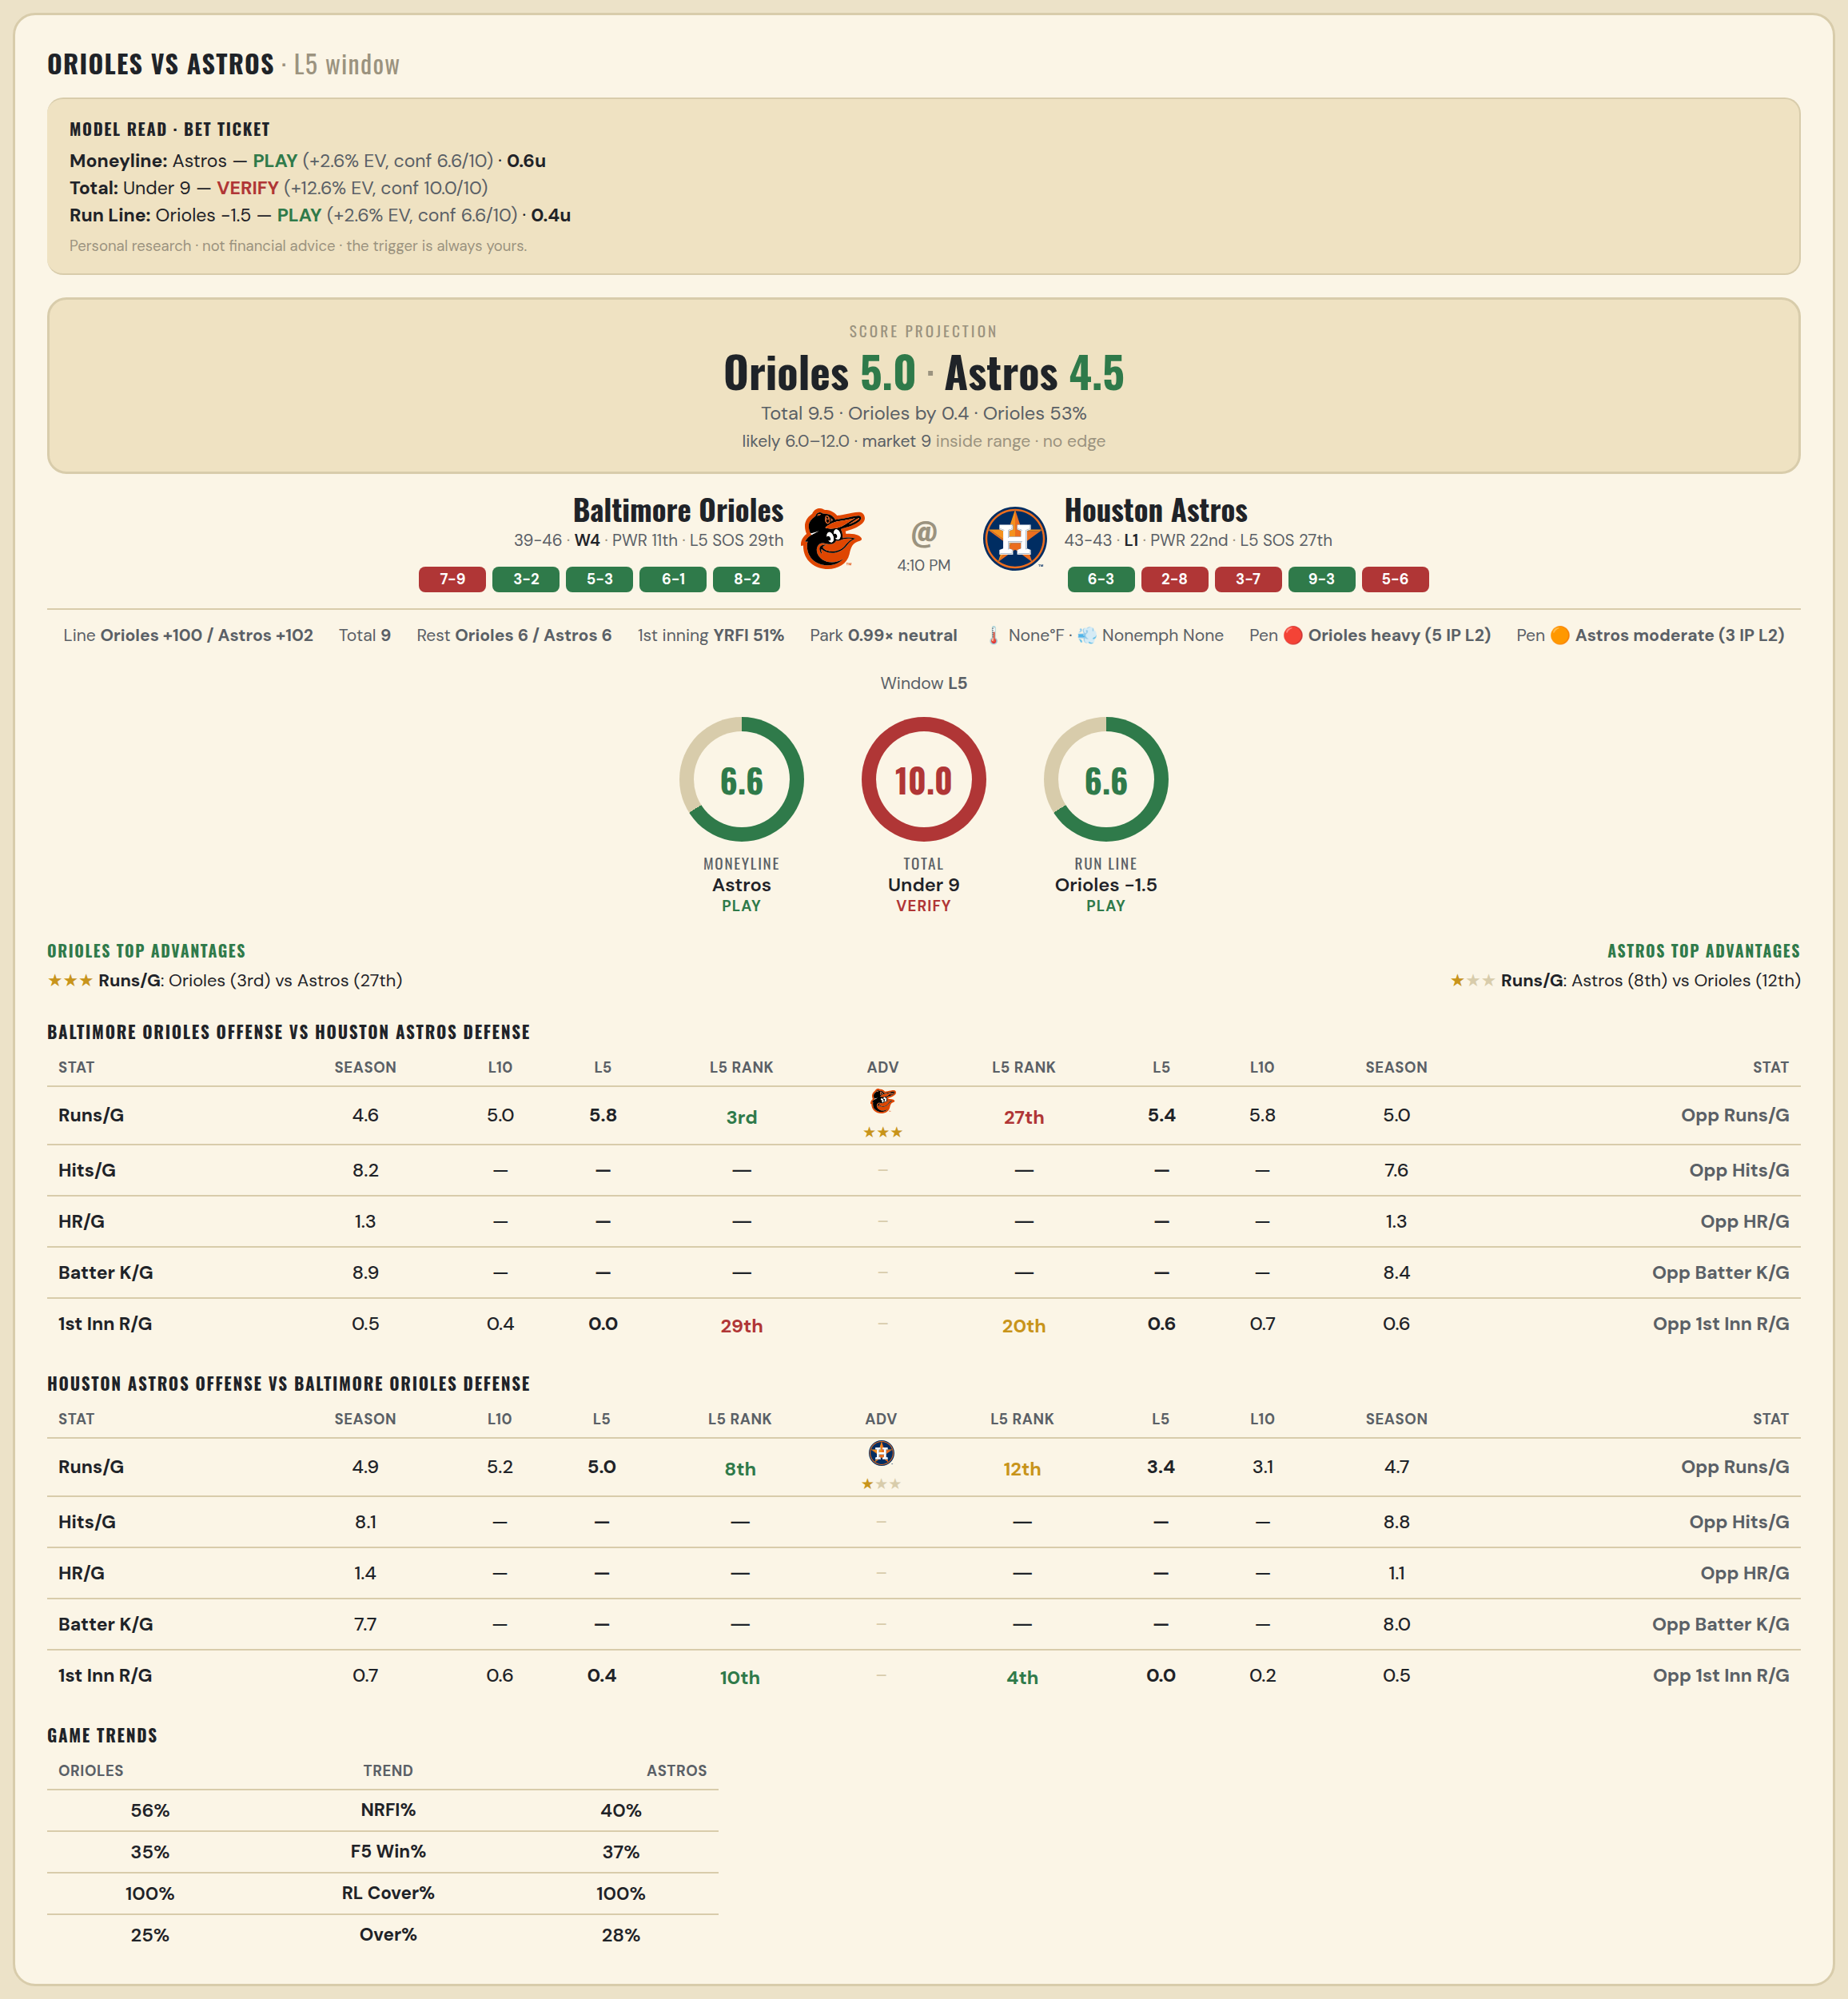 ORIOLES VS ASTROS · L5 window
MODEL READ · BET TICKET
Moneyline: Astros — PLAY (+2.6% EV, conf 6.6/10) · 0.6u
Total: Under 9 — VERIFY (+12.6% EV, conf 10.0/10)
Run Line: Orioles -1.5 — PLAY (+2.6% EV, conf 6.6/10) · 0.4u
Personal research · not financial advice · the trigger is always yours.
SCORE PROJECTION
Orioles 5.0 · Astros 4.5
Total 9.5 · Orioles by 0.4 · Orioles 53%
likely 6.0–12.0 · market 9 inside range · no edge
Baltimore Orioles
39-46 · W4 · PWR 11th · L5 SOS 29th
7-9 3-2 5-3 6-1 8-2
@
4:10 PM
Houston Astros
43-43 · L1 · PWR 22nd · L5 SOS 27th
6-3 2-8 3-7 9-3 5-6
Line Orioles +100 / Astros +102 Total 9 Rest Orioles 6 / Astros 6 1st inning YRFI 51% Park 0.99× neutral 🌡️ None°F · 💨 Nonemph None Pen 🔴 Orioles heavy (5 IP L2) Pen 🟠 Astros moderate (3 IP L2)
Window L5
6.6 10.0 6.6
MONEYLINE TOTAL RUN LINE
Astros Under 9 Orioles -1.5
PLAY VERIFY PLAY
ORIOLES TOP ADVANTAGES
★★★ Runs/G: Orioles (3rd) vs Astros (27th)
ASTROS TOP ADVANTAGES
★★★ Runs/G: Astros (8th) vs Orioles (12th)
BALTIMORE ORIOLES OFFENSE VS HOUSTON ASTROS DEFENSE
STAT SEASON L10 L5 L5 RANK ADV L5 RANK L5 L10 SEASON STAT
Runs/G 4.6 5.0 5.8 3rd ★★★ 27th 5.4 5.8 5.0 Opp Runs/G
Hits/G 8.2 — — — – — — — 7.6 Opp Hits/G
HR/G 1.3 — — — – — — — 1.3 Opp HR/G
Batter K/G 8.9 — — — – — — — 8.4 Opp Batter K/G
1st Inn R/G 0.5 0.4 0.0 29th – 20th 0.6 0.7 0.6 Opp 1st Inn R/G
HOUSTON ASTROS OFFENSE VS BALTIMORE ORIOLES DEFENSE
STAT SEASON L10 L5 L5 RANK ADV L5 RANK L5 L10 SEASON STAT
Runs/G 4.9 5.2 5.0 8th ★★★ 12th 3.4 3.1 4.7 Opp Runs/G
Hits/G 8.1 — — — – — — — 8.8 Opp Hits/G
HR/G 1.4 — — — – — — — 1.1 Opp HR/G
Batter K/G 7.7 — — — – — — — 8.0 Opp Batter K/G
1st Inn R/G 0.7 0.6 0.4 10th – 4th 0.0 0.2 0.5 Opp 1st Inn R/G
GAME TRENDS
ORIOLES TREND ASTROS
56% NRFI% 40%
35% F5 Win% 37%
100% RL Cover% 100%
25% Over% 28%